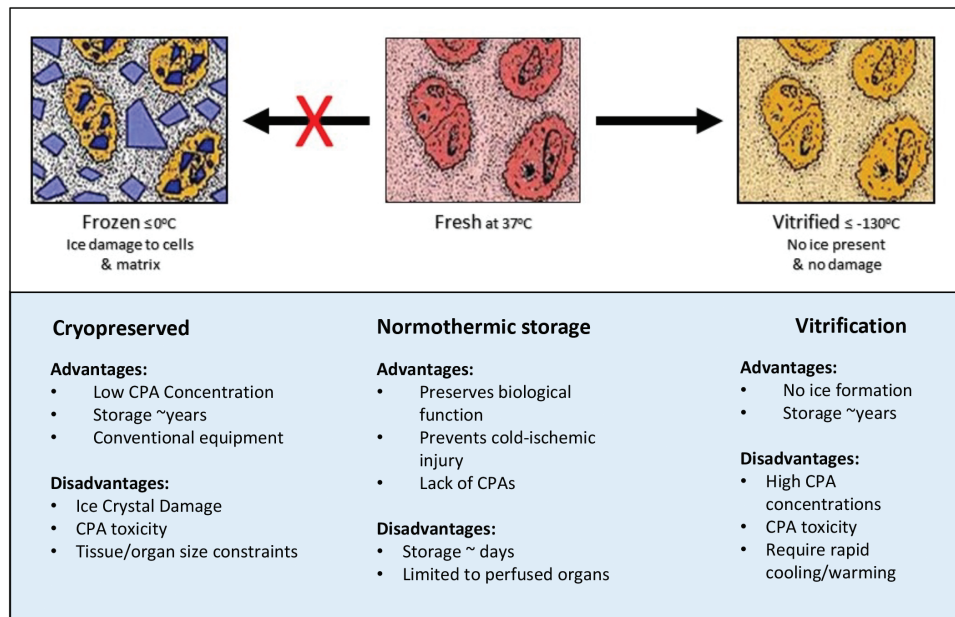 Frozen ≤0ºC
Ice damage to cells
& matrix
Fresh at 37ºC
Vitrified ≤ -130ºC
No ice present
& no damage
Cryopreserved
Advantages:
• Low CPA Concentration
• Storage ~years
• Conventional equipment
Disadvantages:
• Ice Crystal Damage
• CPA toxicity
• Tissue/organ size constraints
Normothermic storage
Advantages:
• Preserves biological
function
• Prevents cold-ischemic
injury
• Lack of CPAs
Disadvantages:
• Storage ~ days
• Limited to perfused organs
Vitrification
Advantages:
• No ice formation
• Storage ~years
Disadvantages:
• High CPA
concentrations
• CPA toxicity
• Require rapid
cooling/warming